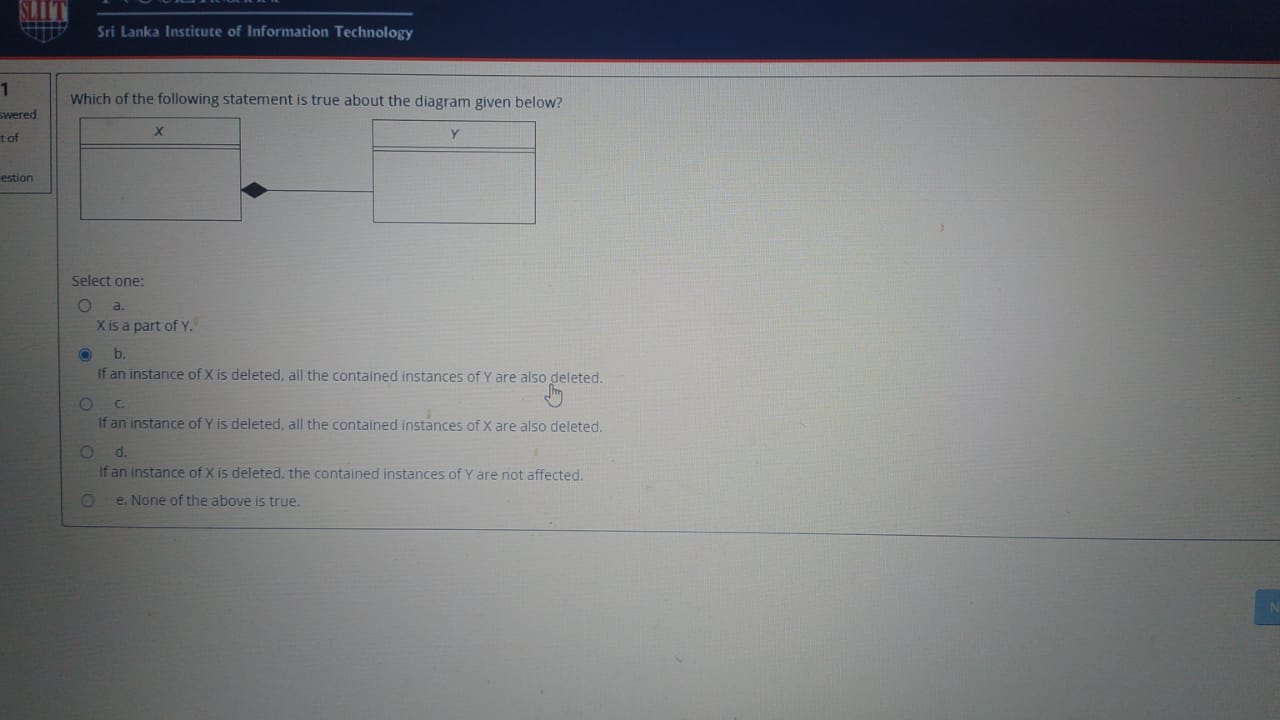 SLIIT
Sri Lanka Institute of Information Technology
1
swered
t of
estion
Which of the following statement is true about the diagram given below?
X
Y
Select one:
a.
X is a part of Y.
b.
If an instance of X is deleted, all the contained instances of Y are also deleted.
c.
If an instance of Y is deleted, all the contained instances of X are also deleted.
d.
If an instance of X is deleted, the contained instances of Y are not affected.
e. None of the above is true.
N